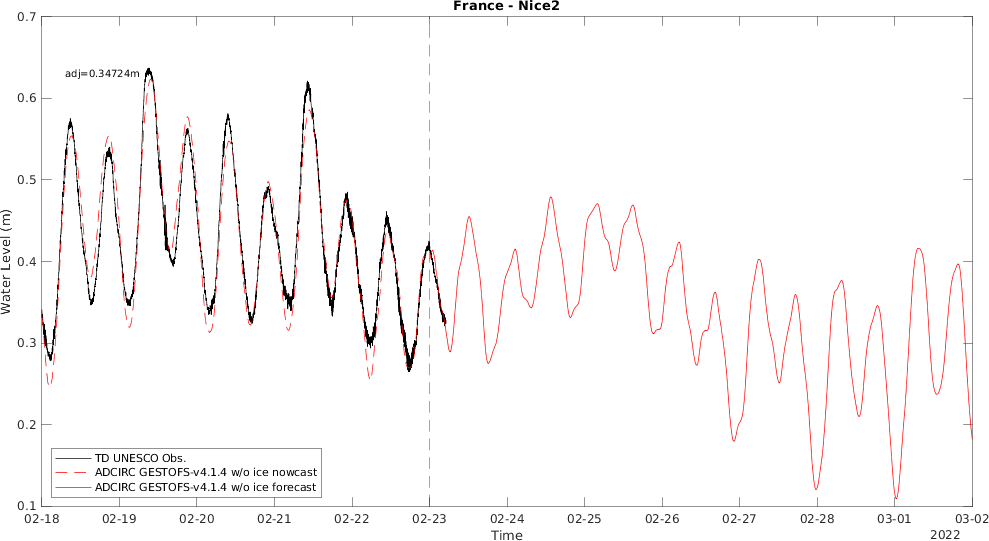 France - Nice2
0.7
0.6
0.5
0.4
0.3
0.2
0.1
Water Level (m)
adj=0.34724m
TD UNESCO Obs.
ADCIRC GESTOFS-v4.1.4 w/o ice nowcast
ADCIRC GESTOFS-v4.1.4 w/o ice forecast
02-18 02-19 02-20 02-21 02-22 02-23 02-24 02-25 02-26 02-27 02-28 03-01 03-02
Time
2022